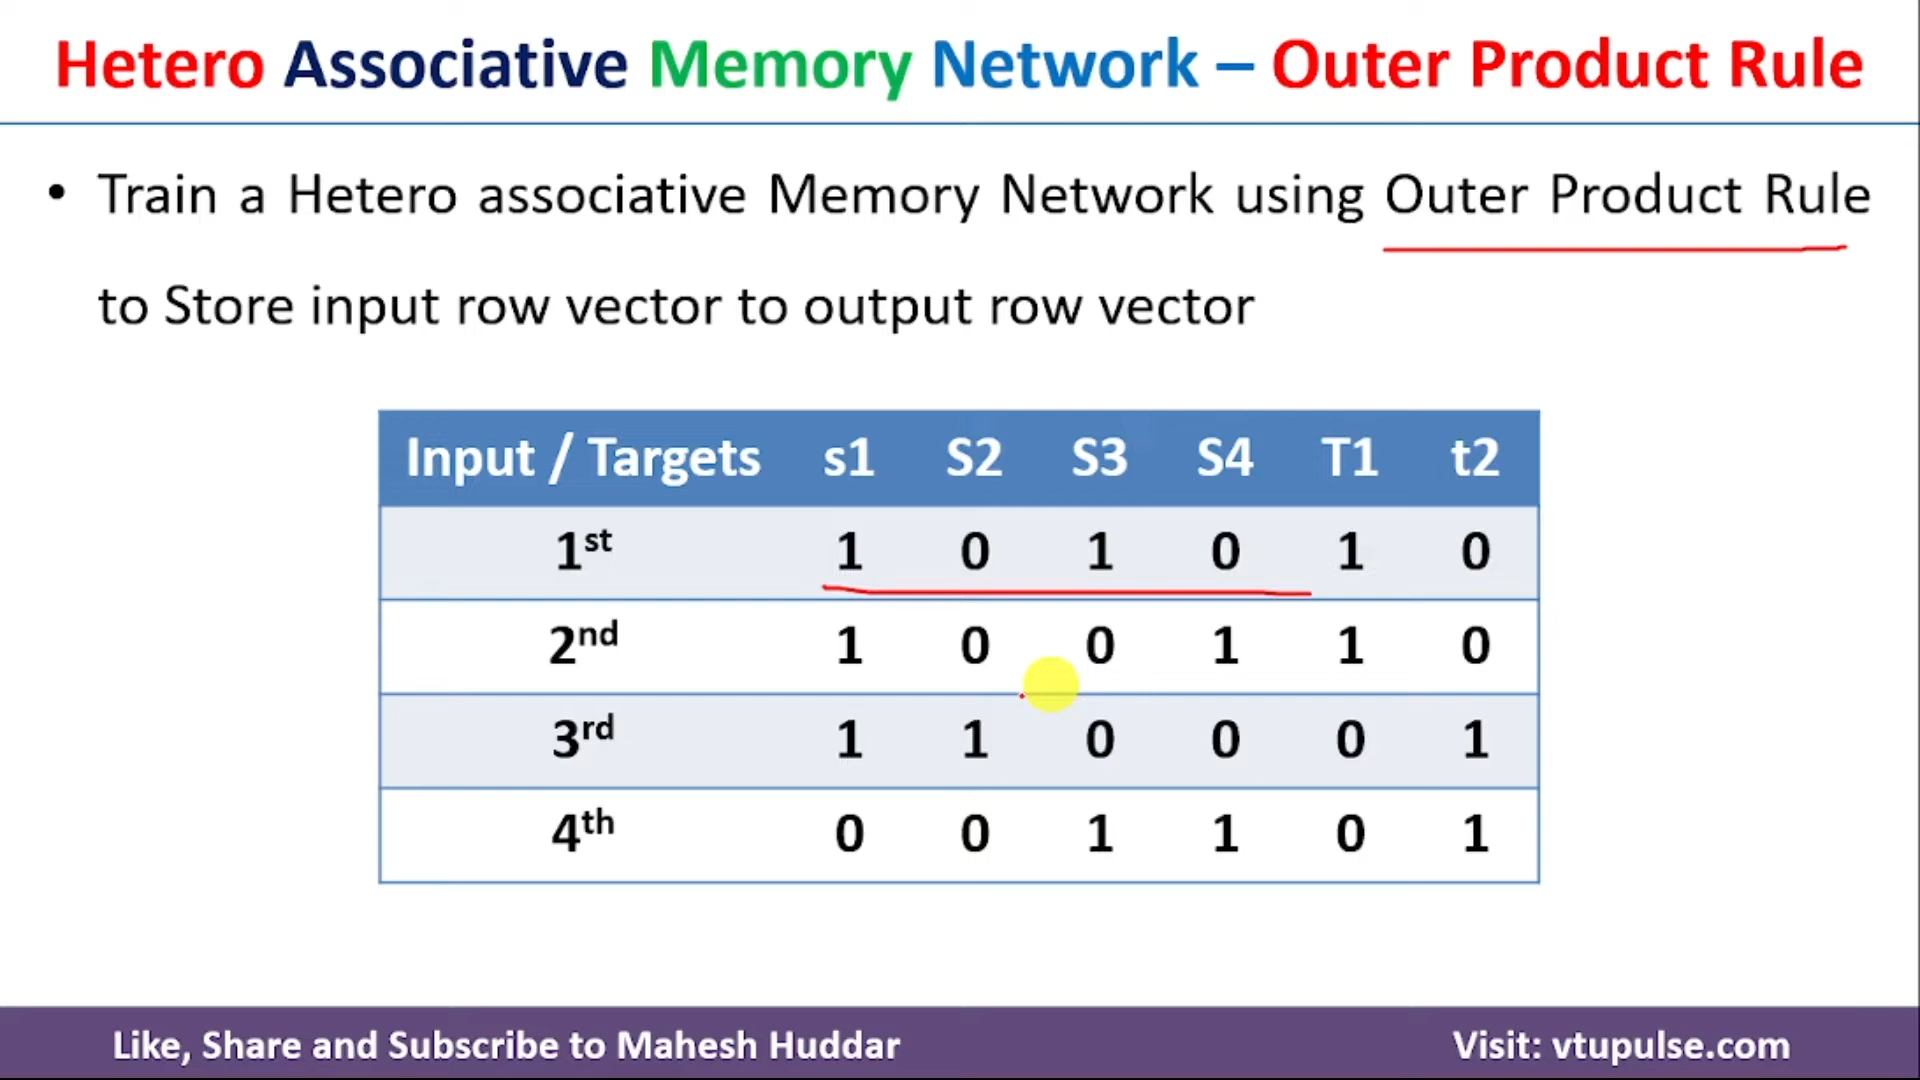 Hetero Associative Memory Network – Outer Product Rule
• Train a Hetero associative Memory Network using Outer Product Rule
to Store input row vector to output row vector
Input / Targets s1 S2 S3 S4 T1 t2
1st 1 0 1 0 1 0
2nd 1 0 0 1 1 0
3rd 1 1 0 0 0 1
4th 0 0 1 1 0 1
Like, Share and Subscribe to Mahesh Huddar Visit: vtupulse.com